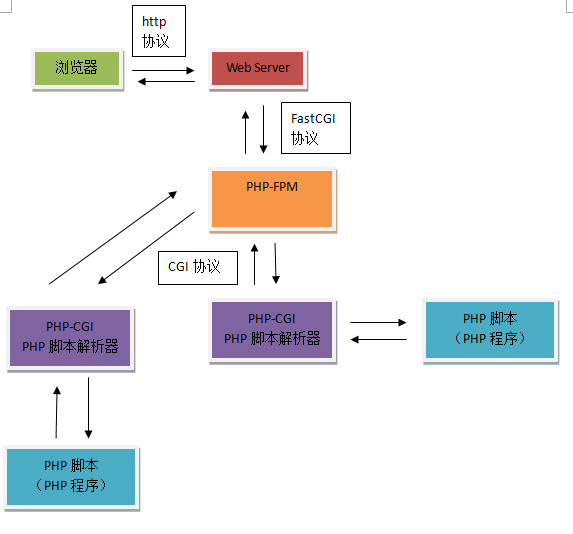 http
协议
浏览器
Web Server
FastCGI
协议
PHP-FPM
CGI 协议
PHP-CGI
PHP 脚本解析器
PHP-CGI
PHP 脚本解析器
PHP 脚本
（PHP 程序）
PHP 脚本
（PHP 程序）